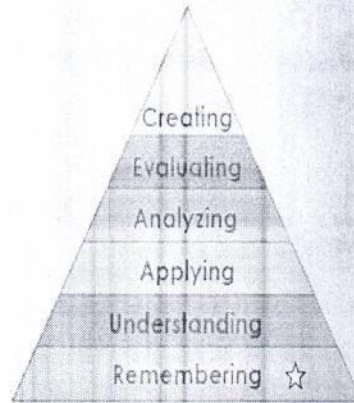 Creating
Evaluating
Analyzing
Applying
Understanding
Remembering